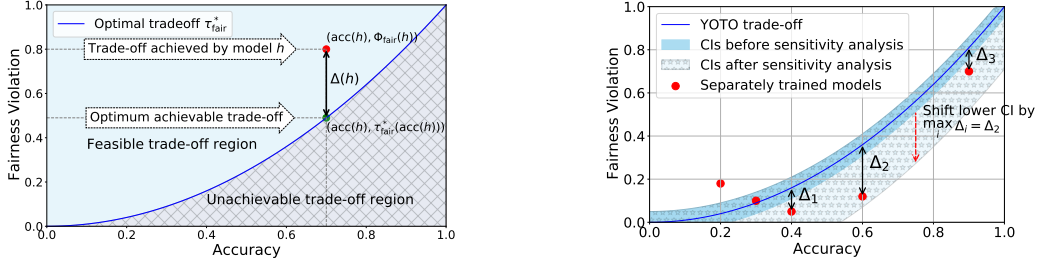 Optimal tradeoff τ*fair
Trade-off achieved by model h
(acc(h), Φfair(h))
Δ(h)
Optimum achievable trade-off
(acc(h), τ*fair(acc(h)))
Feasible trade-off region
Unachievable trade-off region
Fairness Violation
1.0
0.8
0.6
0.4
0.2
0.0
0.0 0.2 0.4 0.6 0.8 1.0
Accuracy
YOTO trade-off
CIs before sensitivity analysis
CIs after sensitivity analysis
Separately trained models
Δ3
Shift lower CI by
max Δi = Δ2
i
Δ2
Δ1
Fairness Violation
1.0
0.8
0.6
0.4
0.2
0.0
0.0 0.2 0.4 0.6 0.8 1.0
Accuracy